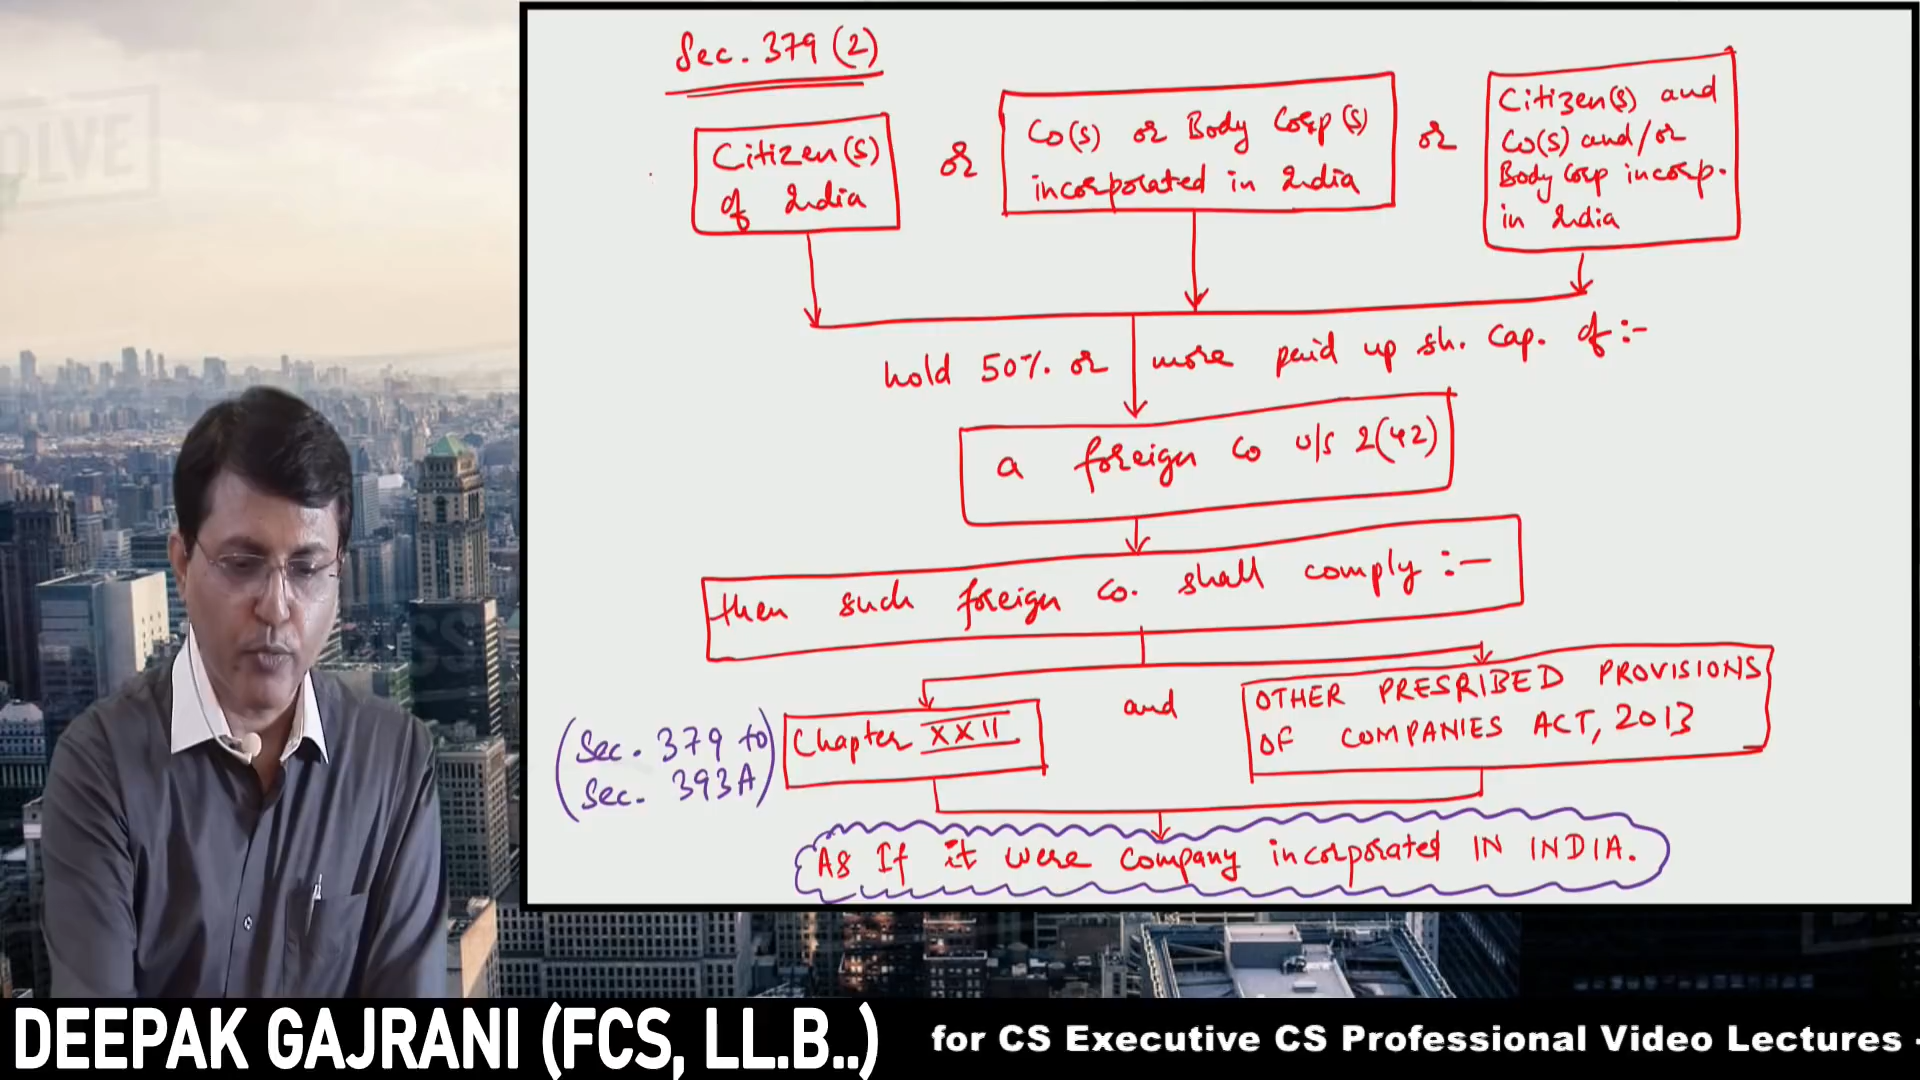 Sec. 379 (2)
Citizen(s)
of India
or
Co(s) or Body Corp(s)
incorporated in India
or
Citizen(s) and
Co(s) and/or
Body Corp incorp.
in India
hold 50% or more paid up sh. cap. of :-
a foreign Co u/s 2(42)
then such foreign Co. shall comply :-
(Sec. 379 to
Sec. 393A)
Chapter XXII
and
OTHER PRESRIBED PROVISIONS
OF COMPANIES ACT, 2013
As If it were Company incorporated IN INDIA.
OLVE
CS
DEEPAK GAJRANI (FCS, LL.B..)
for CS Executive CS Professional Video Lectures -